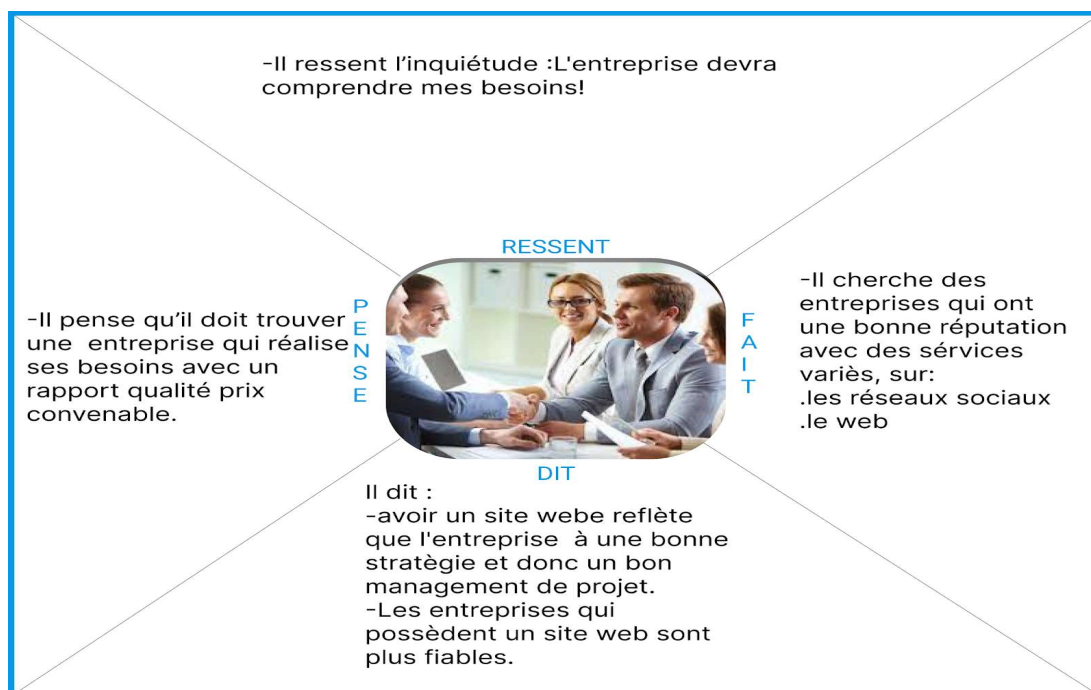 -Il ressent l’inquiétude :L'entreprise devra
comprendre mes besoins!
RESSENT
-Il pense qu’il doit trouver
une  entreprise qui réalise
ses besoins avec un
rapport qualité prix
convenable.
PENSE
FAIT
-Il cherche des
entreprises qui ont
une bonne réputation
avec des sérvices
variès, sur:
.les réseaux sociaux
.le web
DIT
Il dit :
-avoir un site webe reflète
que l'entreprise  à une bonne
stratègie et donc un bon
management de projet.
-Les entreprises qui
possèdent un site web sont
plus fiables.